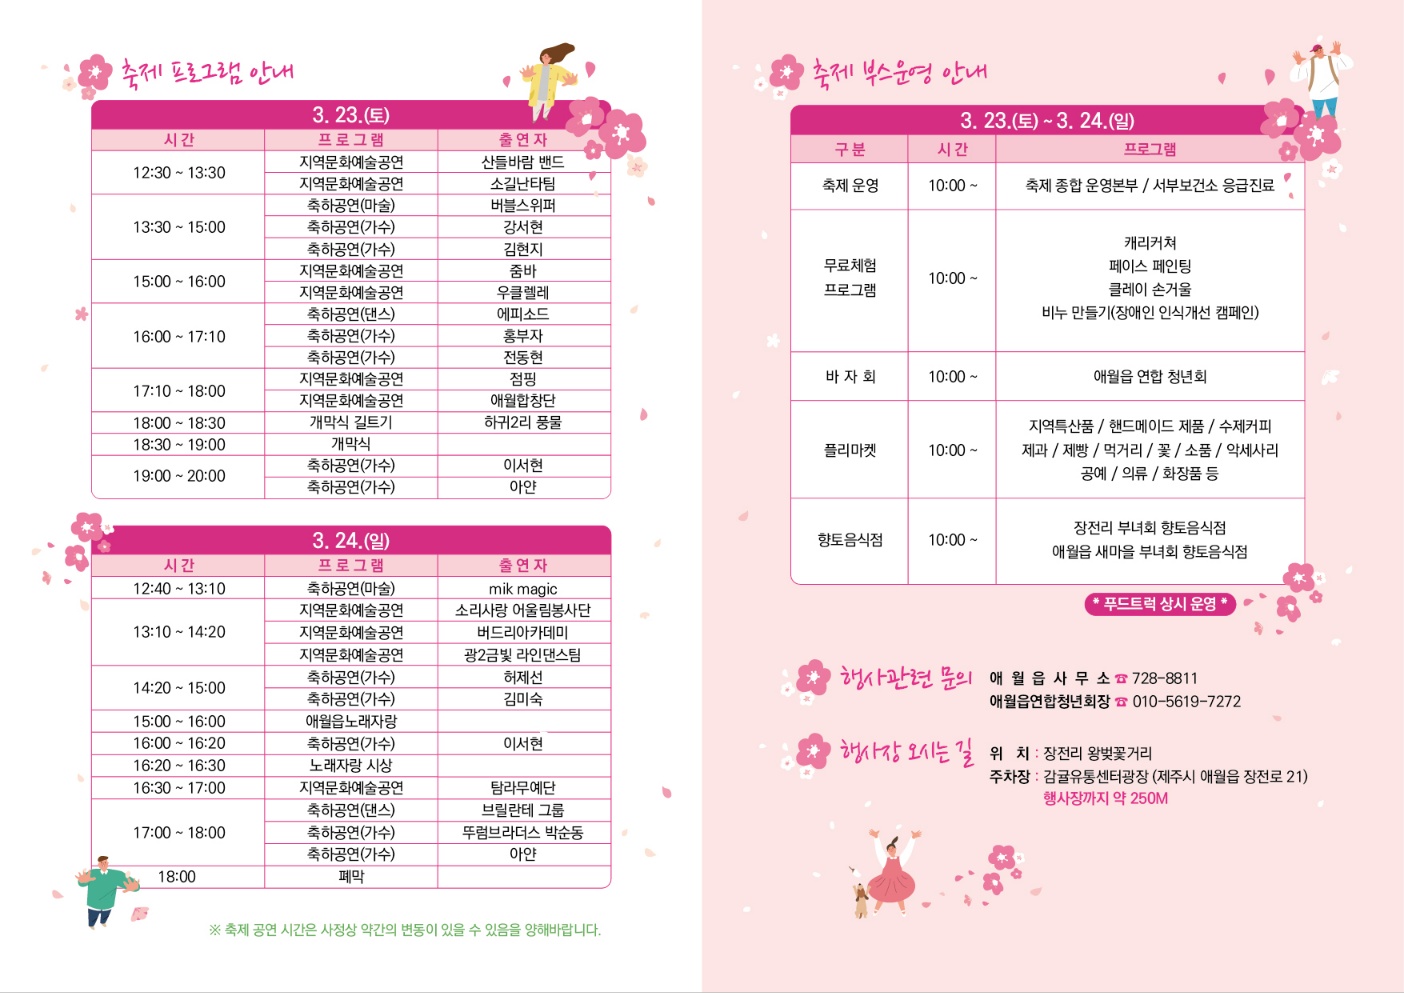 축제 프로그램 안내
3. 23.(토)
시간 프로그램 출연자
12:30 ~ 13:30 지역문화예술공연 산들바람 밴드
지역문화예술공연 소길난타팀
13:30 ~ 15:00 축하공연(마술) 버블스위퍼
축하공연(가수) 강서현
축하공연(가수) 김현지
15:00 ~ 16:00 지역문화예술공연 줌바
지역문화예술공연 우클렐레
16:00 ~ 17:10 축하공연(댄스) 에피소드
축하공연(가수) 홍부자
축하공연(가수) 전동현
17:10 ~ 18:00 지역문화예술공연 점핑
지역문화예술공연 애월합창단
18:00 ~ 18:30 개막식 길트기 하귀2리 풍물
18:30 ~ 19:00 개막식
19:00 ~ 20:00 축하공연(가수) 이서현
축하공연(가수) 아얀
3. 24.(일)
시간 프로그램 출연자
12:40 ~ 13:10 축하공연(마술) mik magic
13:10 ~ 14:20 지역문화예술공연 소리사랑 어울림봉사단
지역문화예술공연 버드리아카데미
지역문화예술공연 광2금빛 라인댄스팀
14:20 ~ 15:00 축하공연(가수) 허제선
축하공연(가수) 김미숙
15:00 ~ 16:00 애월읍노래자랑
16:00 ~ 16:20 축하공연(가수) 이서현
16:20 ~ 16:30 노래자랑 시상
16:30 ~ 17:00 지역문화예술공연 탐라무예단
17:00 ~ 18:00 축하공연(댄스) 브릴란테 그룹
축하공연(가수) 뚜럼브라더스 박순동
축하공연(가수) 아얀
18:00 폐막
※ 축제 공연 시간은 사정상 약간의 변동이 있을 수 있음을 양해바랍니다.
축제 부스운영 안내
3. 23.(토) ~ 3. 24.(일)
구분 시간 프로그램
축제 운영 10:00 ~ 축제 종합 운영본부 / 서부보건소 응급진료
무료체험 프로그램 10:00 ~ 캐리커쳐
페이스 페인팅
클레이 손거울
비누 만들기(장애인 인식개선 캠페인)
바 자 회 10:00 ~ 애월읍 연합 청년회
플리마켓 10:00 ~ 지역특산품 / 핸드메이드 제품 / 수제커피
제과 / 제빵 / 먹거리 / 꽃 / 소품 / 악세사리
공예 / 의류 / 화장품 등
향토음식점 10:00 ~ 장전리 부녀회 향토음식점
애월읍 새마을 부녀회 향토음식점
* 푸드트럭 상시 운영 *
행사관련 문의
애 월 읍 사 무 소 ☎ 728-8811
애월읍연합청년회장 ☎ 010-5619-7272
행사장 오시는 길
위 치 : 장전리 왕벚꽃거리
주차장 : 감귤유통센터광장 (제주시 애월읍 장전로 21)
행사장까지 약 250M